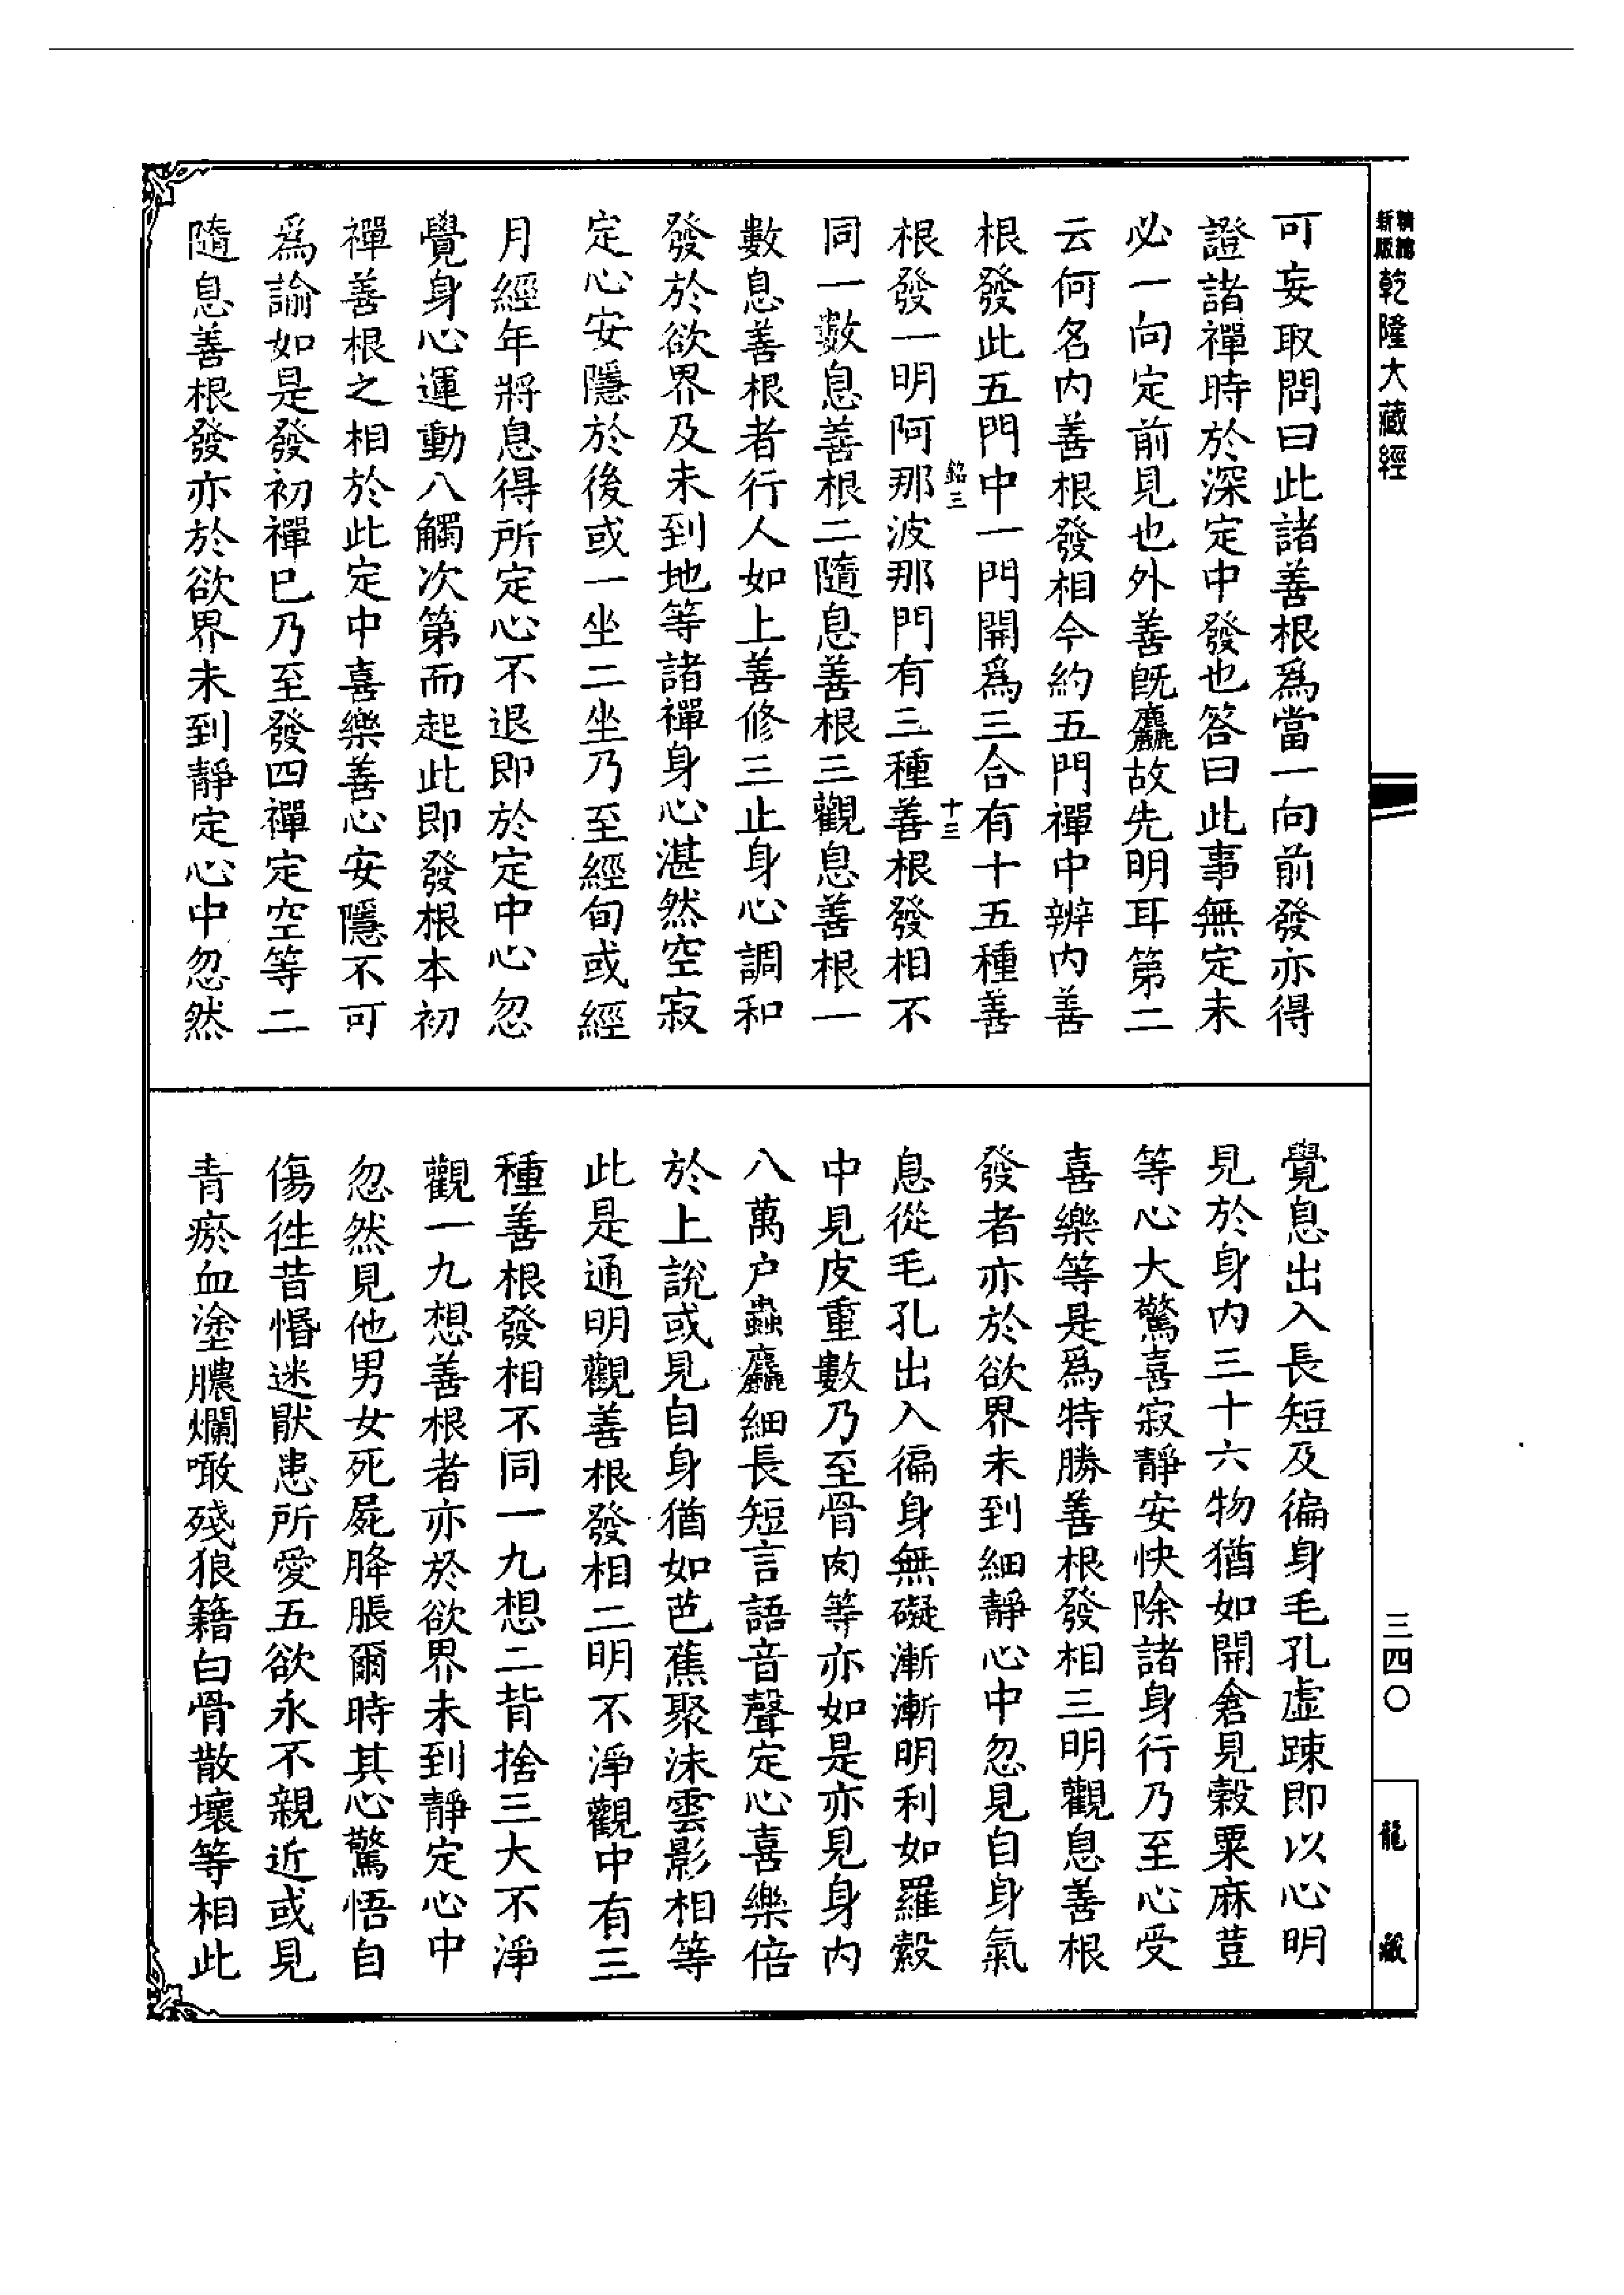 新版
精縮
乾隆大藏經
可妄取問曰此諸善根爲當一向前發亦得
證諸禪時於深定中發也答曰此事無定未
必一向定前見也外善旣麤故先明耳第二
云何名内善根發相今約五門禪中辨内善
根發此五門中一門開爲三合有十五種善
銘三
十三
根發一明阿那波那門有三種善根發相不
同一數息善根二隨息善根三觀息善根一
數息善根者行人如上善修三止身心調和
發於欲界及未到地等諸禪身心湛然空寂
定心安隱於後或一坐二坐乃至經旬或經
月經年將息得所定心不退即於定中心忽
覺身心運動八觸次第而起此即發根本初
禪善根之相於此定中喜樂善心安隱不可
爲諭如是發初禪已乃至發四禪定空等二
隨息善根發亦於欲界未到靜定心中忽然
覺息出入長短及徧身毛孔虛踈即以心明
見於身内三十六物猶如開倉見穀粟麻荳
等心大驚喜寂靜安快除諸身行乃至心受
喜樂等是爲特勝善根發相三明觀息善根
發者亦於欲界未到細靜心中忽見自身氣
息從毛孔出入徧身無礙漸漸明利如羅縠
中見皮重數乃至骨肉等亦如是亦見身内
八萬户蟲麤細長短言語音聲定心喜樂倍
於上說或見自身猶如芭蕉聚沫雲影相等
此是通明觀善根發相二明不淨觀中有三
種善根發相不同一九想二背捨三大不淨
觀一九想善根者亦於欲界未到靜定心中
忽然見他男女死屍胮脹爾時其心驚悟自
傷徃昔惛迷厭患所愛五欲永不親近或見
青瘀血塗膿爛噉殘狼籍白骨散壞等相此
三四〇
龍藏